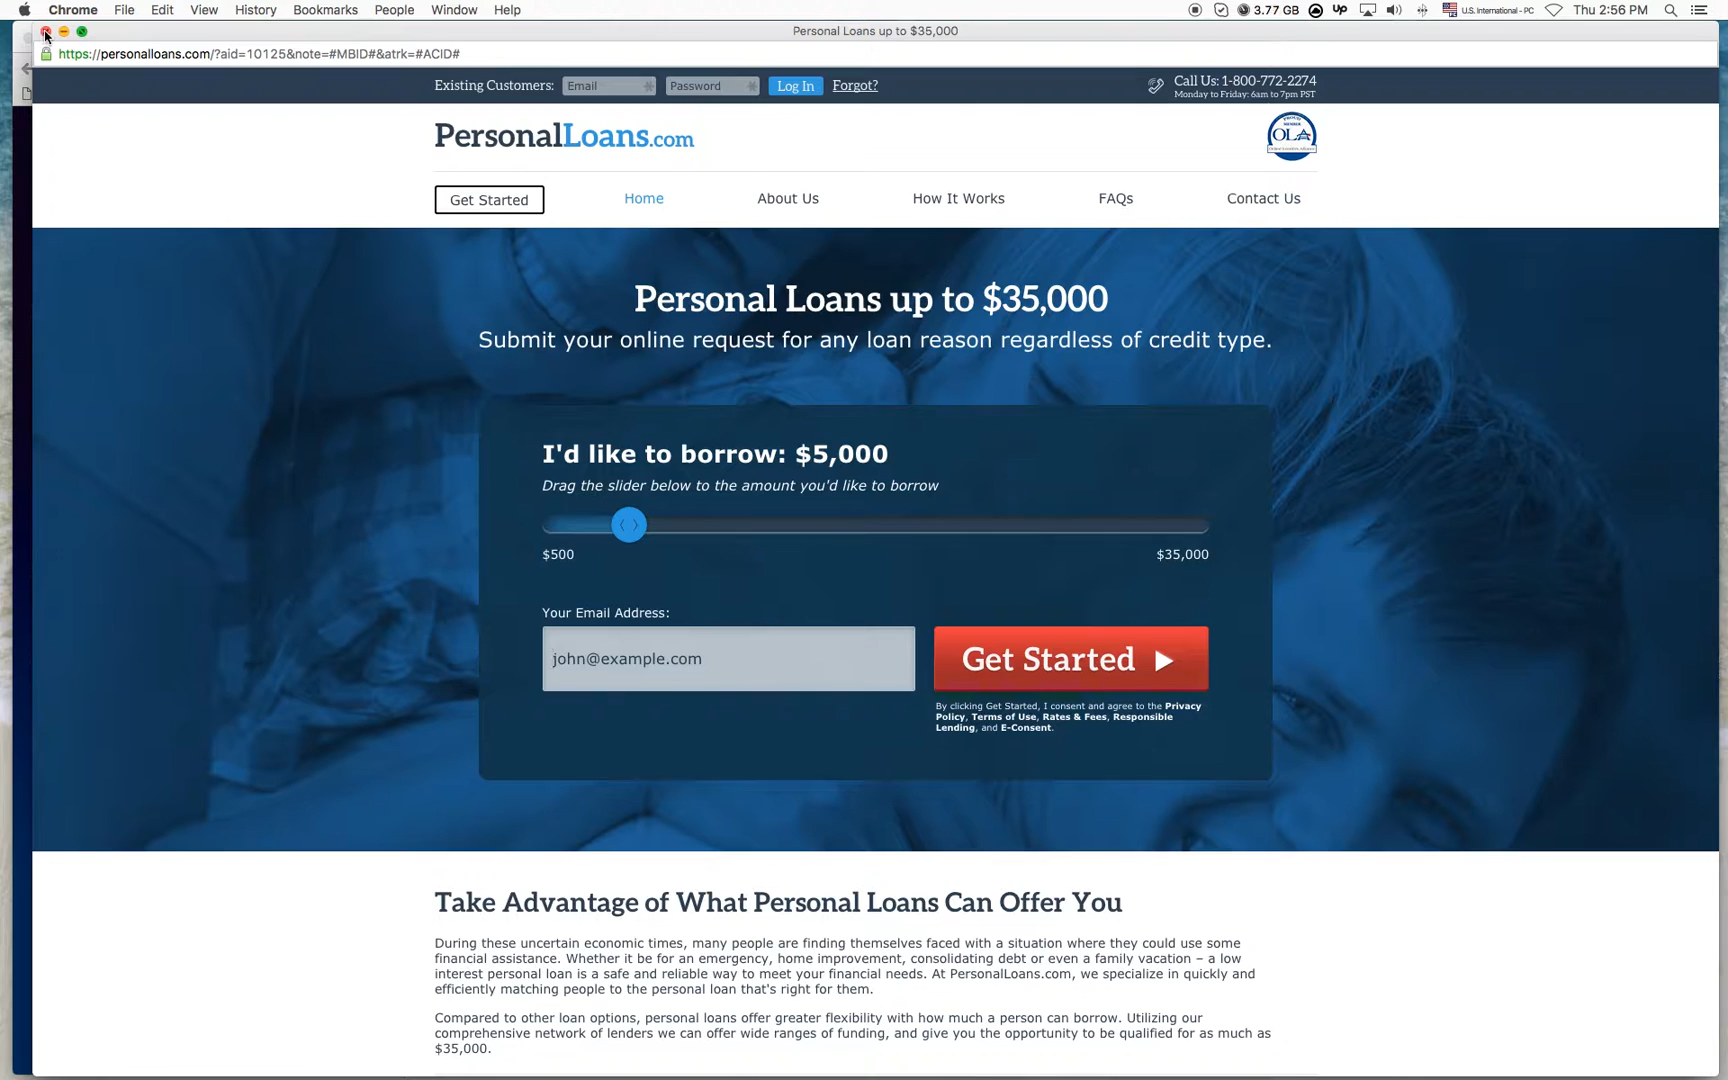 Chrome File Edit View History Bookmarks People Window Help 3.77 GB UP U.S. International - PC Thu 2:56 PM
Personal Loans up to $35,000
https://personalloans.com/?aid=10125&note=#MBID#&atrk=#ACID#
Existing Customers: Email Password Log In Forgot? Call Us: 1-800-772-2274
Monday to Friday: 6am to 7pm PST
PersonalLoans.com PROUD MEMBER OLA
Get Started Home About Us How It Works FAQs Contact Us
Personal Loans up to $35,000
Submit your online request for any loan reason regardless of credit type.
I'd like to borrow: $5,000
Drag the slider below to the amount you'd like to borrow
$500 $35,000
Your Email Address:
john@example.com Get Started
By clicking Get Started, I consent and agree to the Privacy
Policy, Terms of Use, Rates & Fees, Responsible
Lending, and E-Consent.
Take Advantage of What Personal Loans Can Offer You
During these uncertain economic times, many people are finding themselves faced with a situation where they could use some
financial assistance. Whether it be for an emergency, home improvement, consolidating debt or even a family vacation – a low
interest personal loan is a safe and reliable way to meet your financial needs. At PersonalLoans.com, we specialize in quickly and
efficiently matching people to the personal loan that's right for them.
Compared to other loan options, personal loans offer greater flexibility with how much a person can borrow. Utilizing our
comprehensive network of lenders we can offer wide ranges of funding, and give you the opportunity to be qualified for as much as
$35,000.